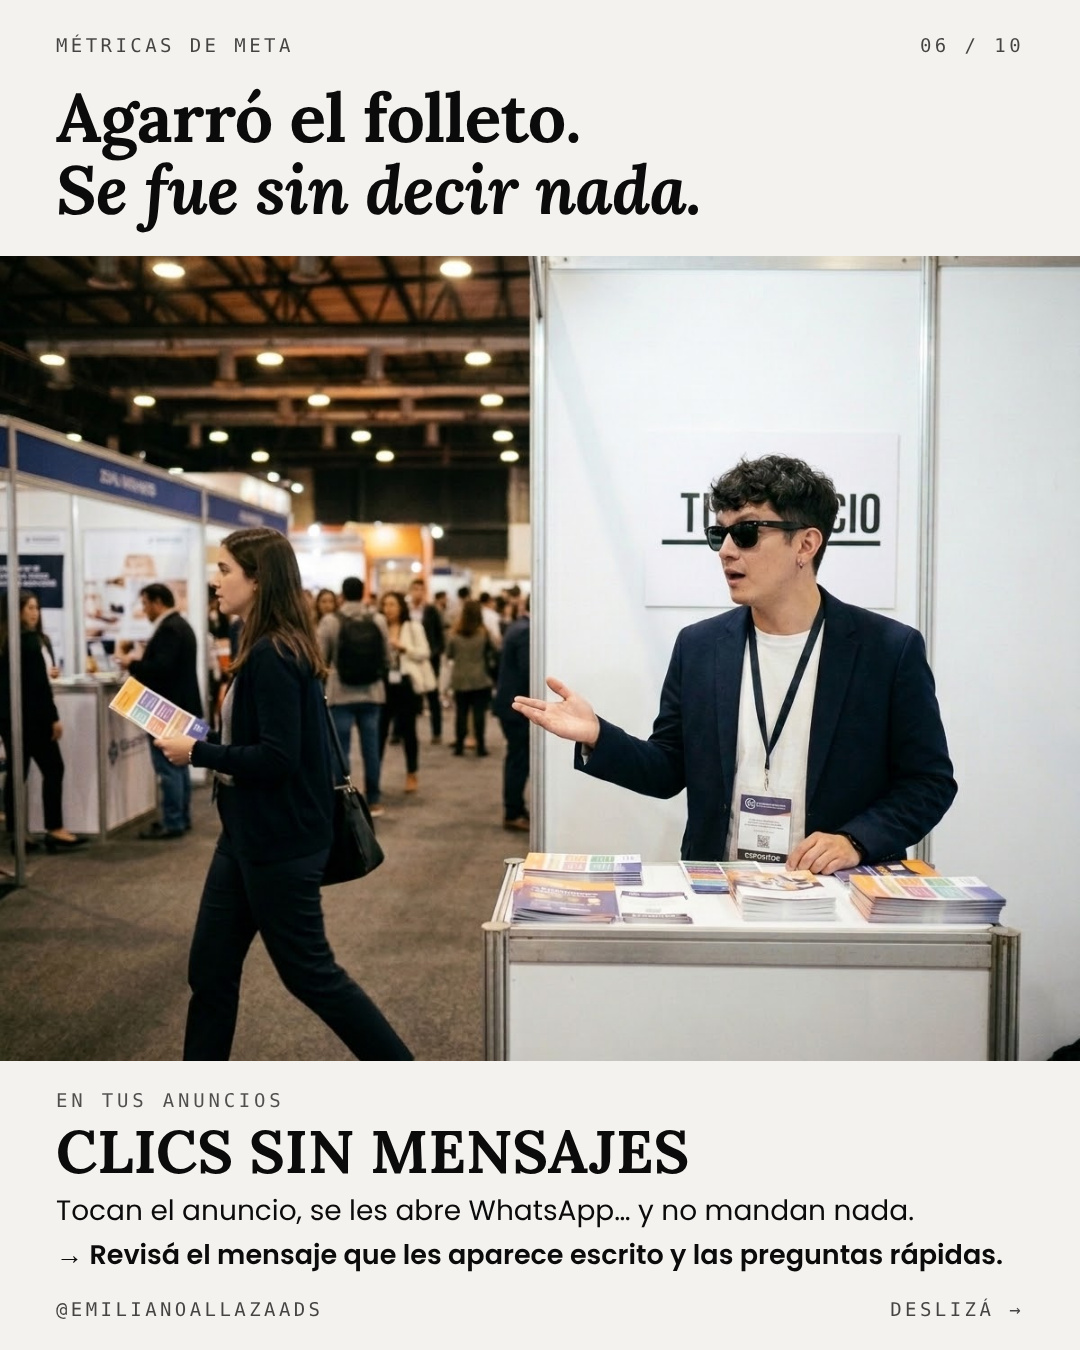 MÉTRICAS DE META
06 / 10
Agarró el folleto.
Se fue sin decir nada.
CIO
EN TUS ANUNCIOS
CLICS SIN MENSAJES
Tocan el anuncio, se les abre WhatsApp... y no mandan nada.
→ Revisá el mensaje que les aparece escrito y las preguntas rápidas.
@EMILIANOALLAZAADS
DESLIZÁ →